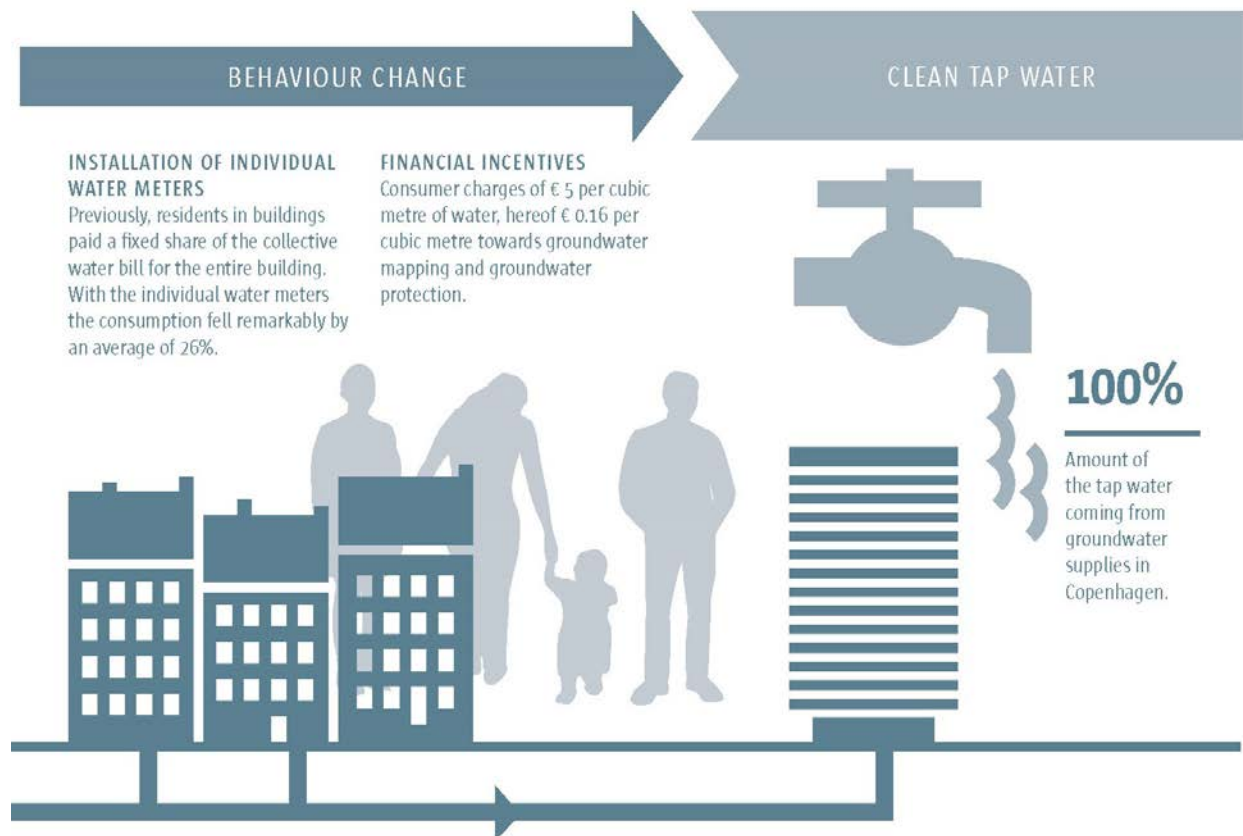 BEHAVIOUR CHANGE
CLEAN TAP WATER
INSTALLATION OF INDIVIDUAL
WATER METERS
Previously, residents in buildings
paid a fixed share of the collective
water bill for the entire building.
With the individual water meters
the consumption fell remarkably by
an average of 26%.
FINANCIAL INCENTIVES
Consumer charges of € 5 per cubic
metre of water, hereof € 0.16 per
cubic metre towards groundwater
mapping and groundwater
protection.
100%
Amount of
the tap water
coming from
groundwater
supplies in
Copenhagen.